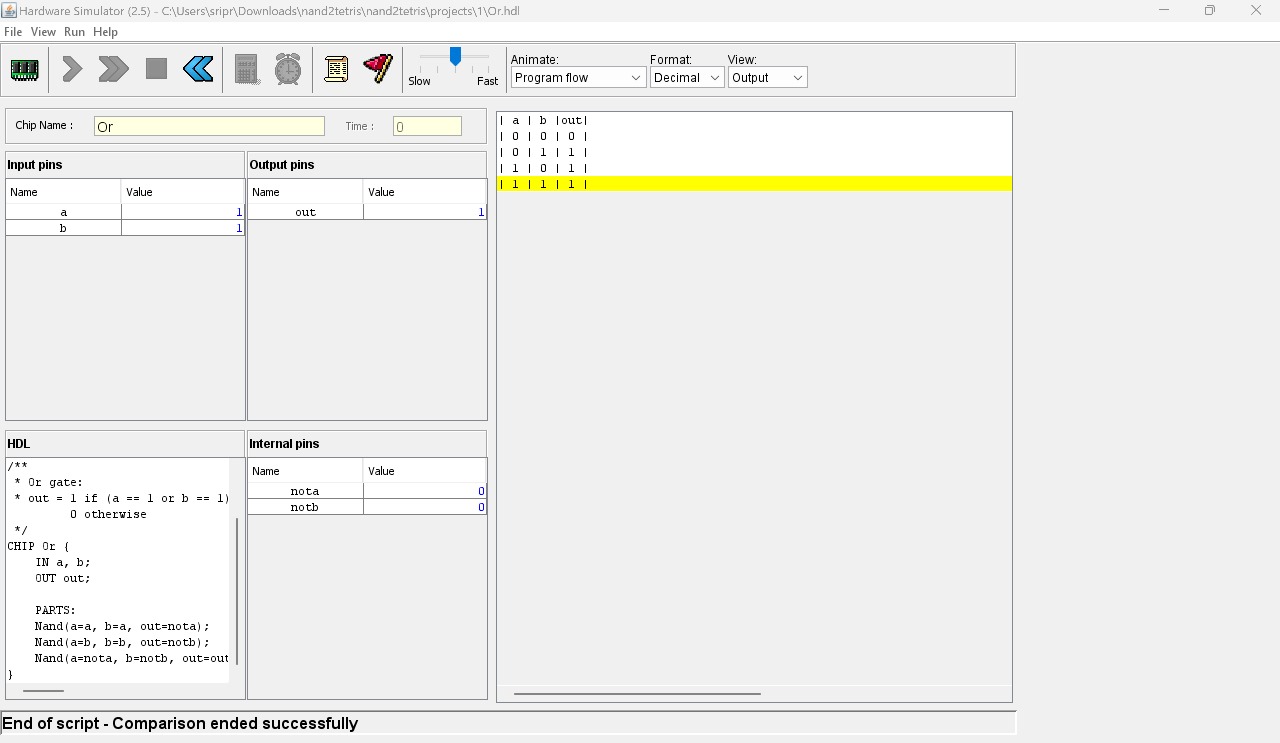 Hardware Simulator (2.5) - C:\Users\sripr\Downloads\nand2tetris\nand2tetris\projects\1\Or.hdl
File View Run Help
Slow Fast
Animate: Format: View:
Program flow Decimal Output
Chip Name : Or Time : 0
Input pins
Name Value
a 1
b 1
Output pins
Name Value
out 1
| a | b |out|
| 0 | 0 | 0 |
| 0 | 1 | 1 |
| 1 | 0 | 1 |
| 1 | 1 | 1 |
HDL
/**
* Or gate:
* out = 1 if (a == 1 or b == 1)
0 otherwise
*/
CHIP Or {
IN a, b;
OUT out;
PARTS:
Nand(a=a, b=a, out=nota);
Nand(a=b, b=b, out=notb);
Nand(a=nota, b=notb, out=out
}
Internal pins
Name Value
nota 0
notb 0
End of script - Comparison ended successfully